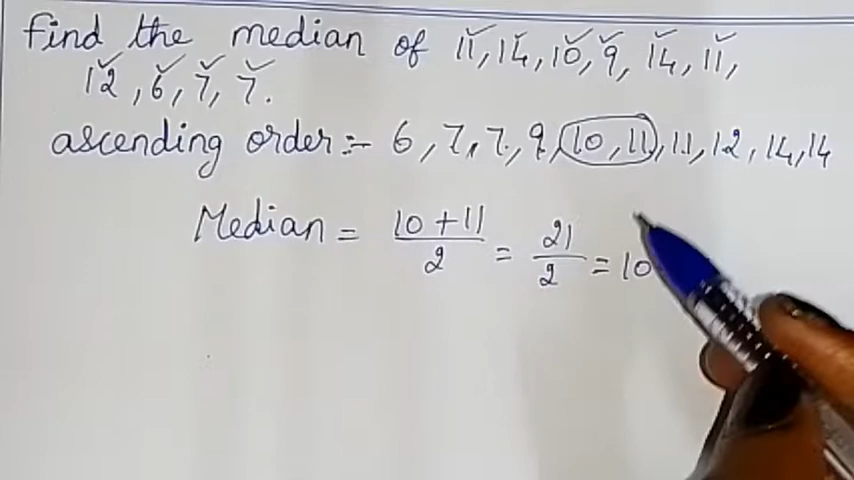 find the median of 11, 14, 10, 9, 14, 11,
12, 6, 7, 7.
ascending order:- 6, 7, 7, 9, 10, 11, 11, 12, 14, 14
Median = 10 + 11 / 2 = 21 / 2 = 10